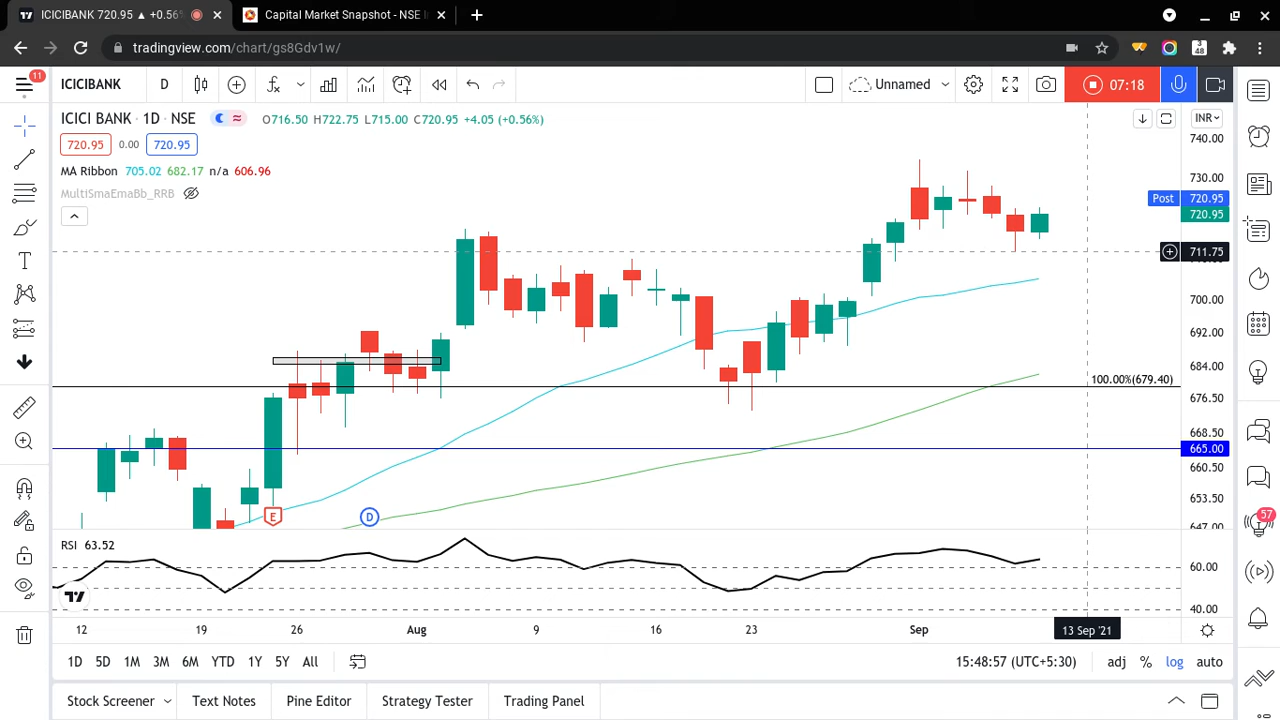 ICICIBANK 720.95 ▲ +0.56%
Capital Market Snapshot - NSE I
tradingview.com/chart/gs8Gdv1w/
48
11
ICICIBANK D Unnamed 07:18
ICICI BANK · 1D · NSE O716.50 H722.75 L715.00 C720.95 +4.05 (+0.56%)
INR
720.95 0.00 720.95
740.00
MA Ribbon 705.02 682.17 n/a 606.96
730.00
MultiSmaEmaBb_RRB
Post 720.95
720.95
711.75
700.00
692.00
684.00
100.00%(679.40)
676.50
668.50
665.00
660.50
653.50
E D
57
647.00
RSI 63.52
60.00
40.00
12 19 26 Aug 9 16 23 Sep 13 Sep '21
1D 5D 1M 3M 6M YTD 1Y 5Y All 15:48:57 (UTC+5:30) adj % log auto
Stock Screener Text Notes Pine Editor Strategy Tester Trading Panel